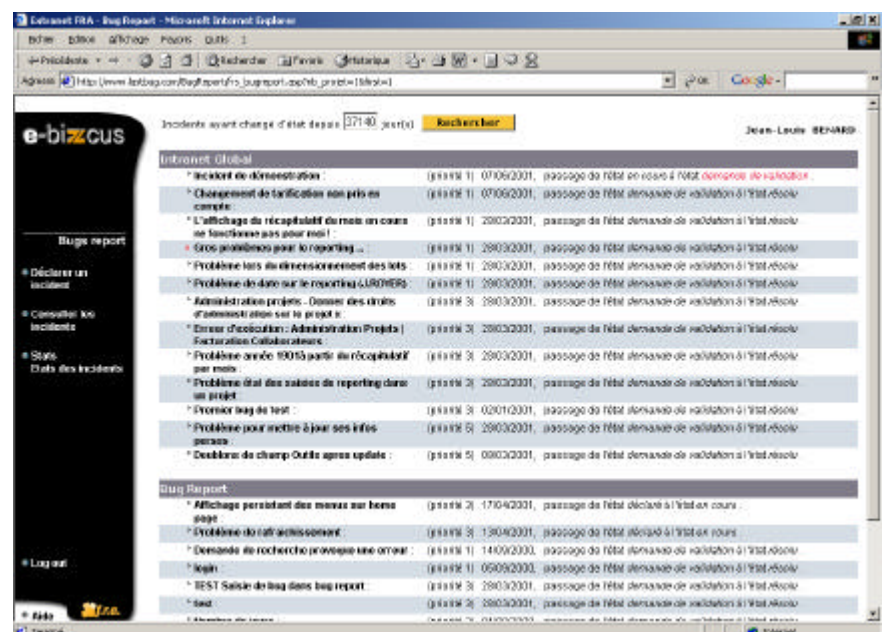 Extranet FRA - Bug Report - Microsoft Internet Explorer
Edition Affichage Favoris Outils ?
Précédente
Rechercher Favoris Historique
Adresse
OK
Google
e-bizzcus
Incidents ayant changé d'état depuis 37140 jour(s) Rechercher
Jean-Louis BENARD
Bugs report
Déclarer un
incident
Consulter les
incidents
Stats
Etats des incidents
Log out
Aide
Intranet Global
Incident de démonstration : (priorité 1) 07/06/2001, passage de l'état en cours à l'état demande de validation
Changement de tarification non pris en
compte : (priorité 1) 07/06/2001, passage de l'état demande de validation à l'état résolu
L'affichage du récapitulatif du mois en cours
ne fonctionne pas pour moi ! : (priorité 1) 28/03/2001, passage de l'état demande de validation à l'état résolu
Gros problèmes pour le reporting... : (priorité 1) 28/03/2001, passage de l'état demande de validation à l'état résolu
Problème lors du dimensionnement des lots : (priorité 1) 28/03/2001, passage de l'état demande de validation à l'état résolu
Problème de date sur le reporting (priorité 1) 28/03/2001, passage de l'état demande de validation à l'état résolu
Administration projets - Donner des droits
d'administration sur le projet x : (priorité 3) 28/03/2001, passage de l'état demande de validation à l'état résolu
Erreur d'exécution : Administration Projets |
Facturation Collaborateurs : (priorité 3) 28/03/2001, passage de l'état demande de validation à l'état résolu
Problème année 1901 à partir du récapitulatif
par mois : (priorité 3) 28/03/2001, passage de l'état demande de validation à l'état résolu
Problème état des saisies de reporting dans
un projet : (priorité 3) 28/03/2001, passage de l'état demande de validation à l'état résolu
Premier bug de test : (priorité 3) 02/01/2001, passage de l'état demande de validation à l'état résolu
Problème pour mettre à jour ses infos
persos : (priorité 5) 28/03/2001, passage de l'état demande de validation à l'état résolu
Doublons de champ Outils apres update : (priorité 5) passage de l'état demande de validation à l'état résolu
Bug Report
Affichage persistant des menus sur home
page : 17/04/2001, passage de l'état déclaré à l'état en cours
Problème de rafraichissement : (priorité 3) 13/04/2001, passage de l'état déclaré à l'état en cours
Demande de recherche provoque une erreur : (priorité 1) 14/09/2000, passage de l'état demande de validation à l'état résolu
login : (priorité 1) 05/09/2000, passage de l'état demande de validation à l'état résolu
TEST Saisie de bug dans bug report : (priorité 3) 28/03/2001, passage de l'état demande de validation à l'état résolu
test : (priorité 3) 28/03/2001, passage de l'état demande de validation à l'état résolu